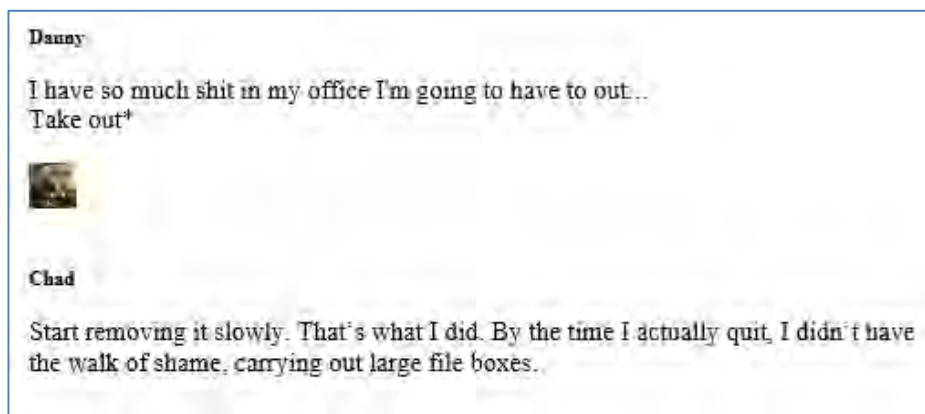 Danny
I have so much shit in my office I'm going to have to out...
Take out*
Chad
Start removing it slowly. That's what I did. By the time I actually quit, I didn't have
the walk of shame, carrying out large file boxes.